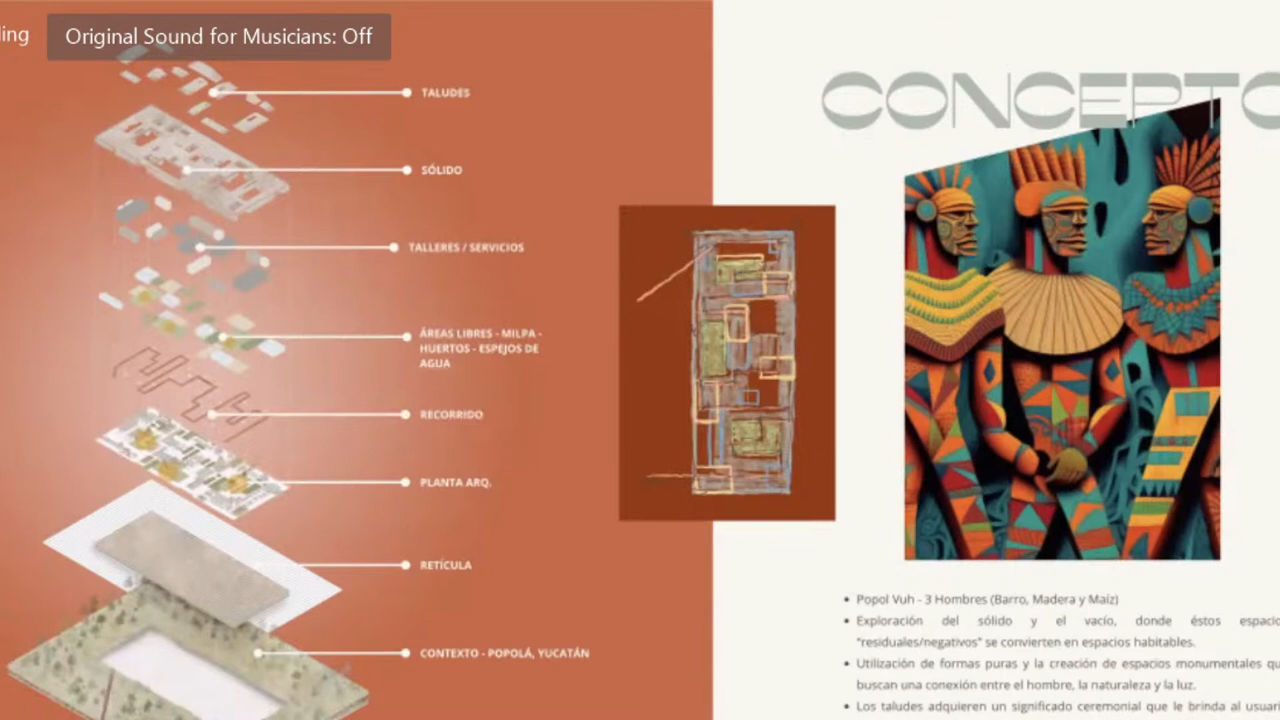 ling
Original Sound for Musicians: Off
TALUDES
SÓLIDO
TALLERES / SERVICIOS
ÁREAS LIBRES - MILPA -
HUERTOS - ESPEJOS DE
AGUA
RECORRIDO
PLANTA ARQ.
RETÍCULA
CONTEXTO - POPOLÁ, YUCATÁN
CONCEPTO
• Popol Vuh - 3 Hombres (Barro, Madera y Maíz)
• Exploración del sólido y el vacío, donde éstos espacio
"residuales/negativos" se convierten en espacios habitables.
• Utilización de formas puras y la creación de espacios monumentales qu
buscan una conexión entre el hombre, la naturaleza y la luz.
• Los taludes adquieren un significado ceremonial que le brinda al usuari